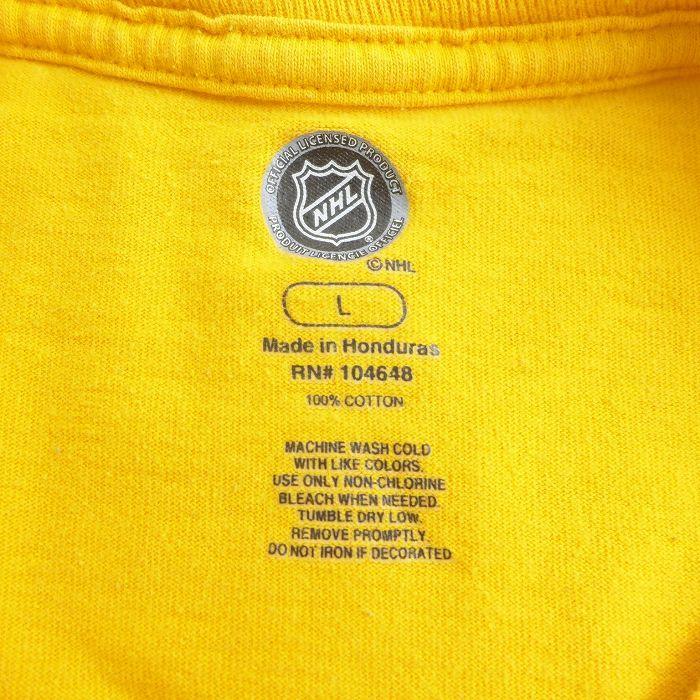 OFFICIAL LICENSED PRODUCT
NHL
PRODUIT LICENCIE OFFICIEL
®
© NHL
L
Made in Honduras
RN# 104648
100% COTTON
MACHINE WASH COLD
WITH LIKE COLORS.
USE ONLY NON-CHLORINE
BLEACH WHEN NEEDED.
TUMBLE DRY LOW.
REMOVE PROMPTLY.
DO NOT IRON IF DECORATED